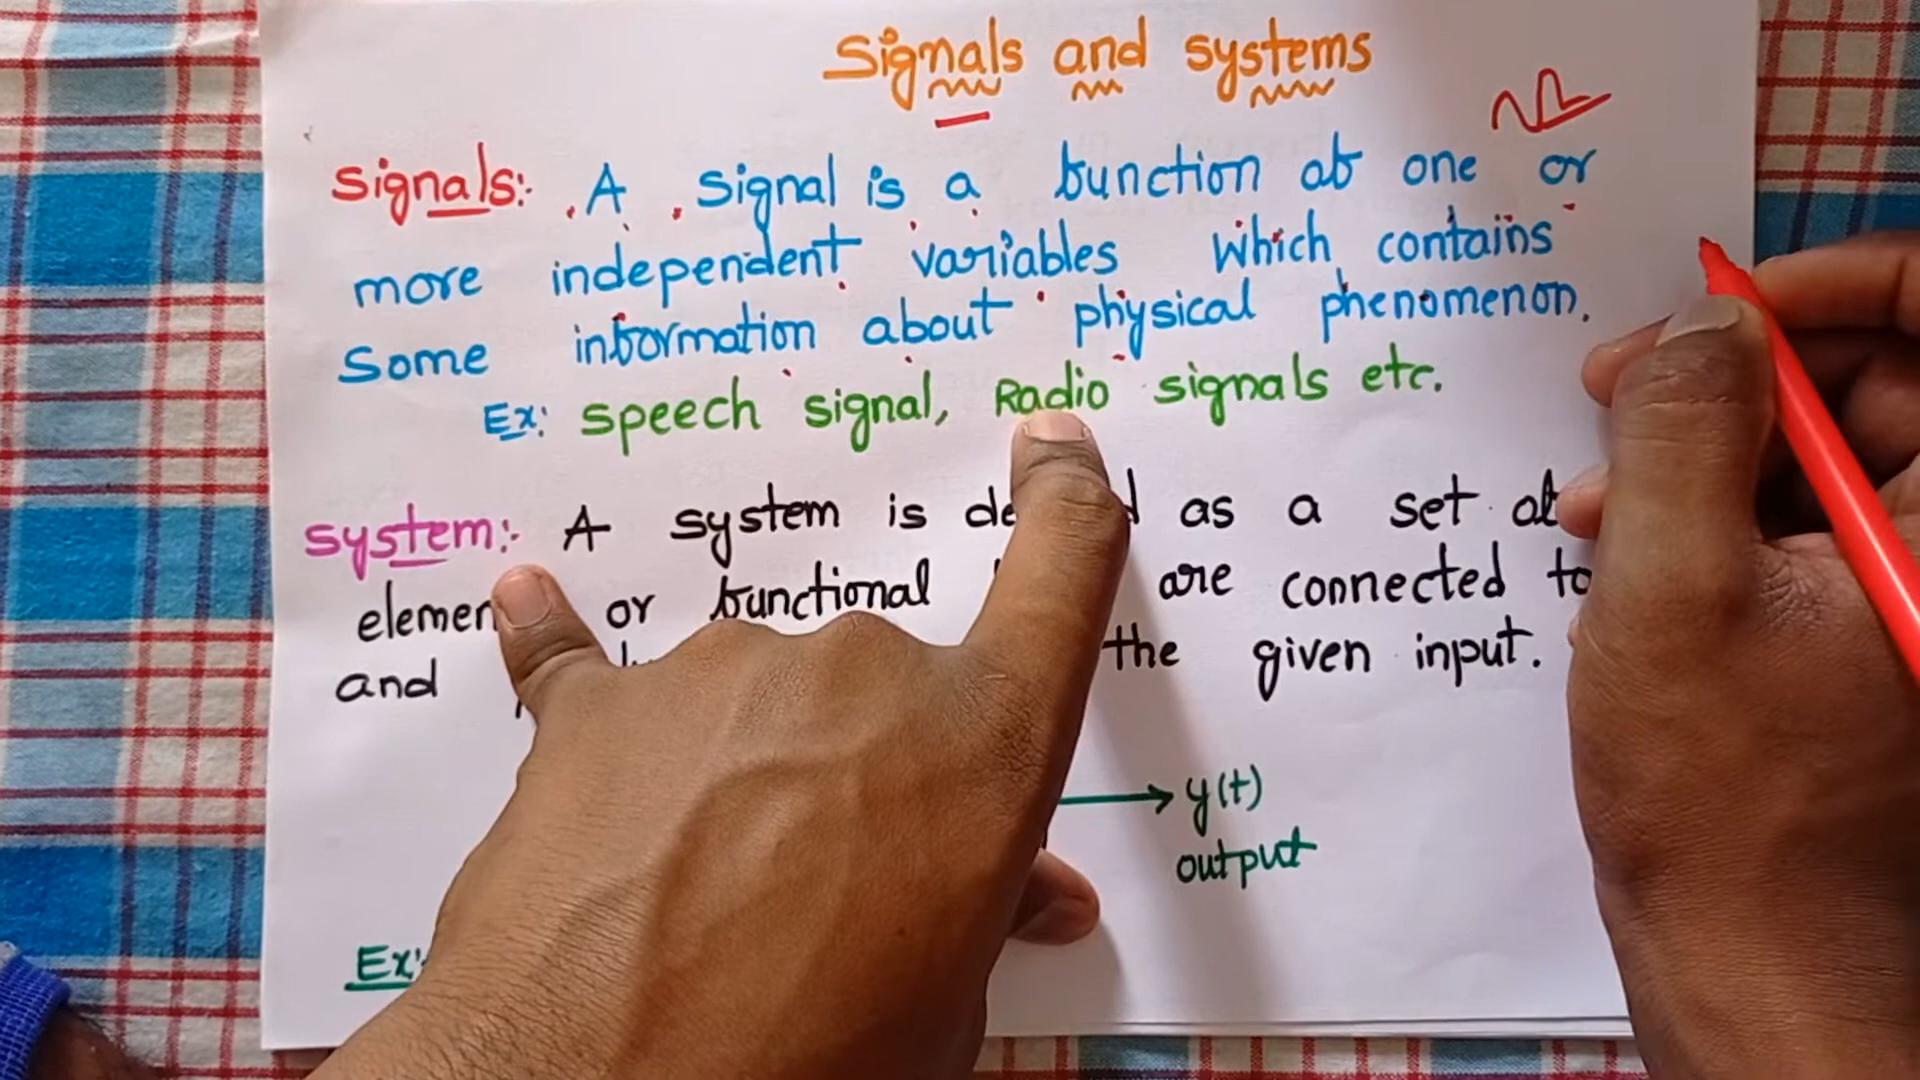 Signals and systems
Signals:- A signal is a function of one or
more independent variables which contains
Some information about physical phenomenon.
Ex: speech signal, Radio signals etc.
system:- A system is as a set of
or functional are connected to
and the given input.
y(t)
output
Ex:-